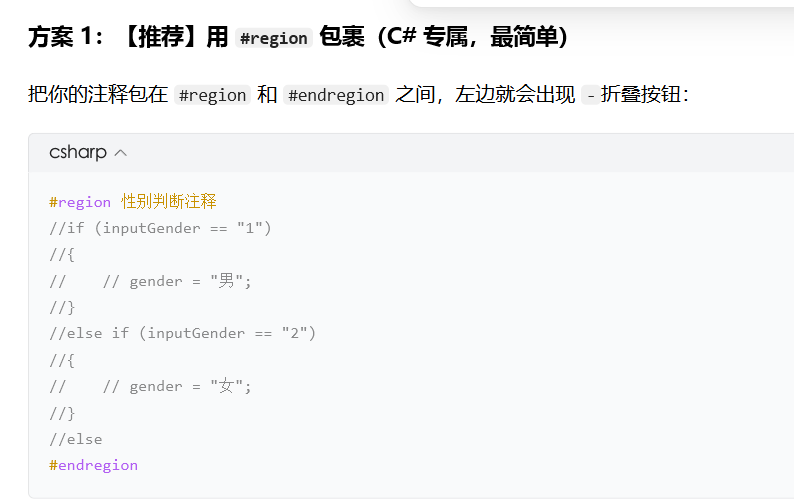 方案 1：【推荐】用 #region 包裹（C# 专属，最简单）
把你的注释包在 #region 和 #endregion 之间，左边就会出现 - 折叠按钮：
csharp
#region 性别判断注释
//if (inputGender == "1")
//{
//    // gender = "男";
//}
//else if (inputGender == "2")
//{
//    // gender = "女";
//}
//else
#endregion